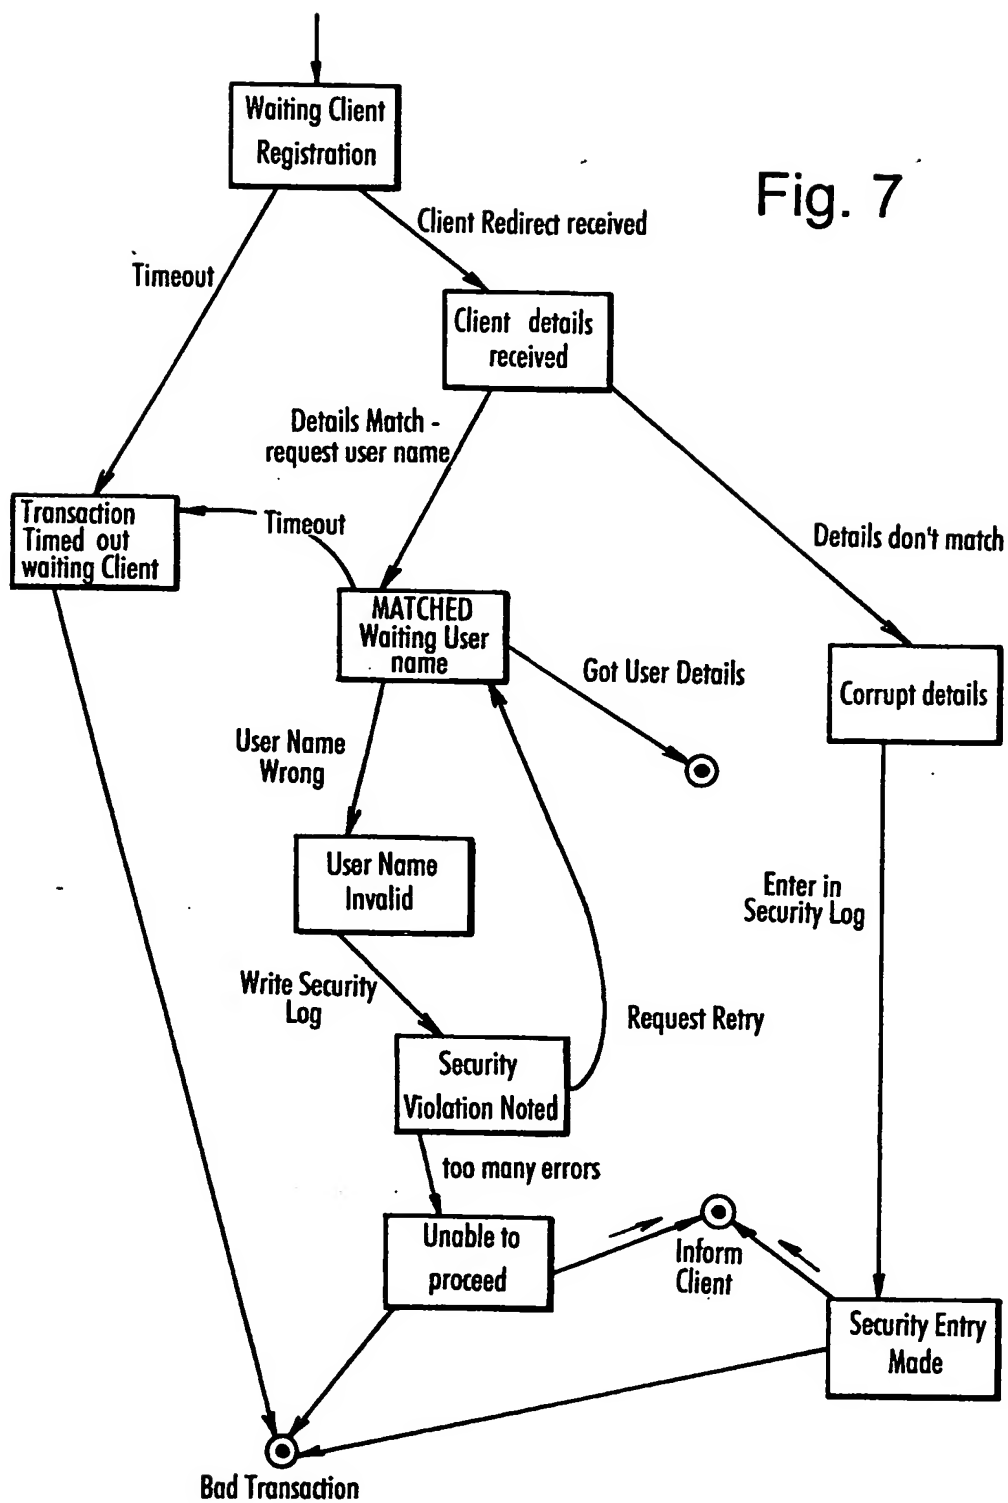 Waiting Client
Registration
Fig. 7
Client Redirect received
Timeout
Client details
received
Details Match -
request user name
Transaction
Timed out
waiting Client
Timeout
Details don't match
MATCHED
Waiting User
name
Got User Details
Corrupt details
User Name
Wrong
User Name
Invalid
Enter in
Security Log
Write Security
Log
Request Retry
Security
Violation Noted
too many errors
Unable to
proceed
Inform
Client
Security Entry
Made
Bad Transaction